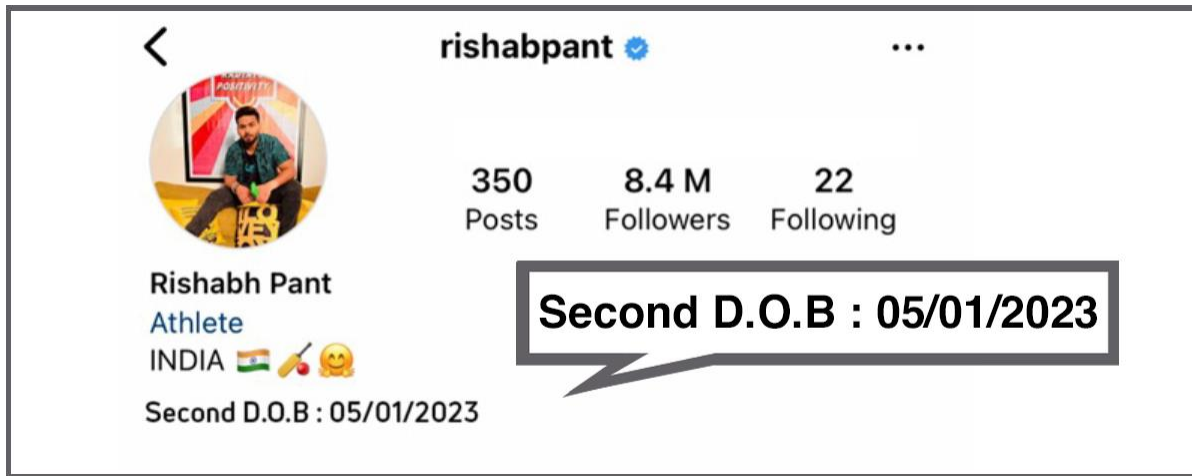 rishabpant
POSITIVITY
350 8.4 M 22
Posts Followers Following
Rishabh Pant
Athlete
INDIA 🇮🇳 🏏 🤗
Second D.O.B : 05/01/2023
Second D.O.B : 05/01/2023